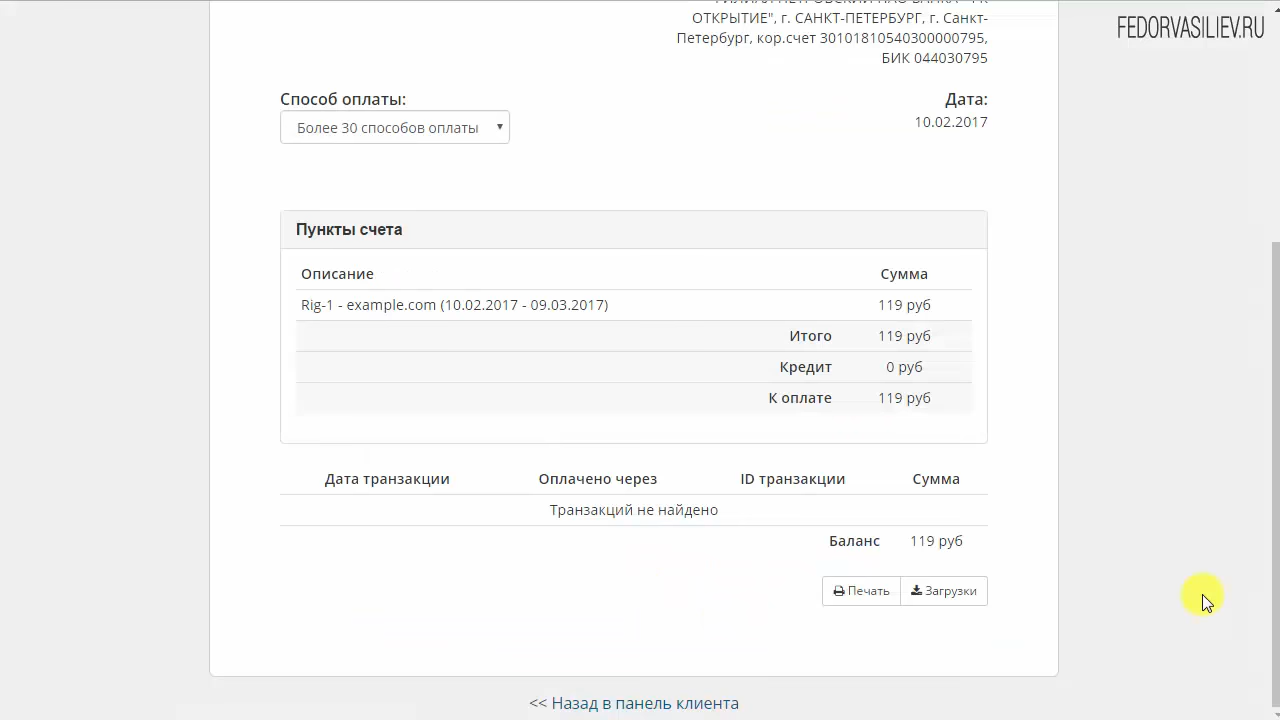 ОТКРЫТИЕ", г. САНКТ-ПЕТЕРБУРГ, г. Санкт-
Петербург, кор.счет 30101810540300000795,
БИК 044030795
FEDORVASILIEV.RU
Способ оплаты:
Дата:
Более 30 способов оплаты
10.02.2017
Пункты счета
Описание Сумма
Rig-1 - example.com (10.02.2017 - 09.03.2017) 119 руб
Итого 119 руб
Кредит 0 руб
К оплате 119 руб
Дата транзакции Оплачено через ID транзакции Сумма
Транзакций не найдено
Баланс 119 руб
Печать Загрузки
<< Назад в панель клиента